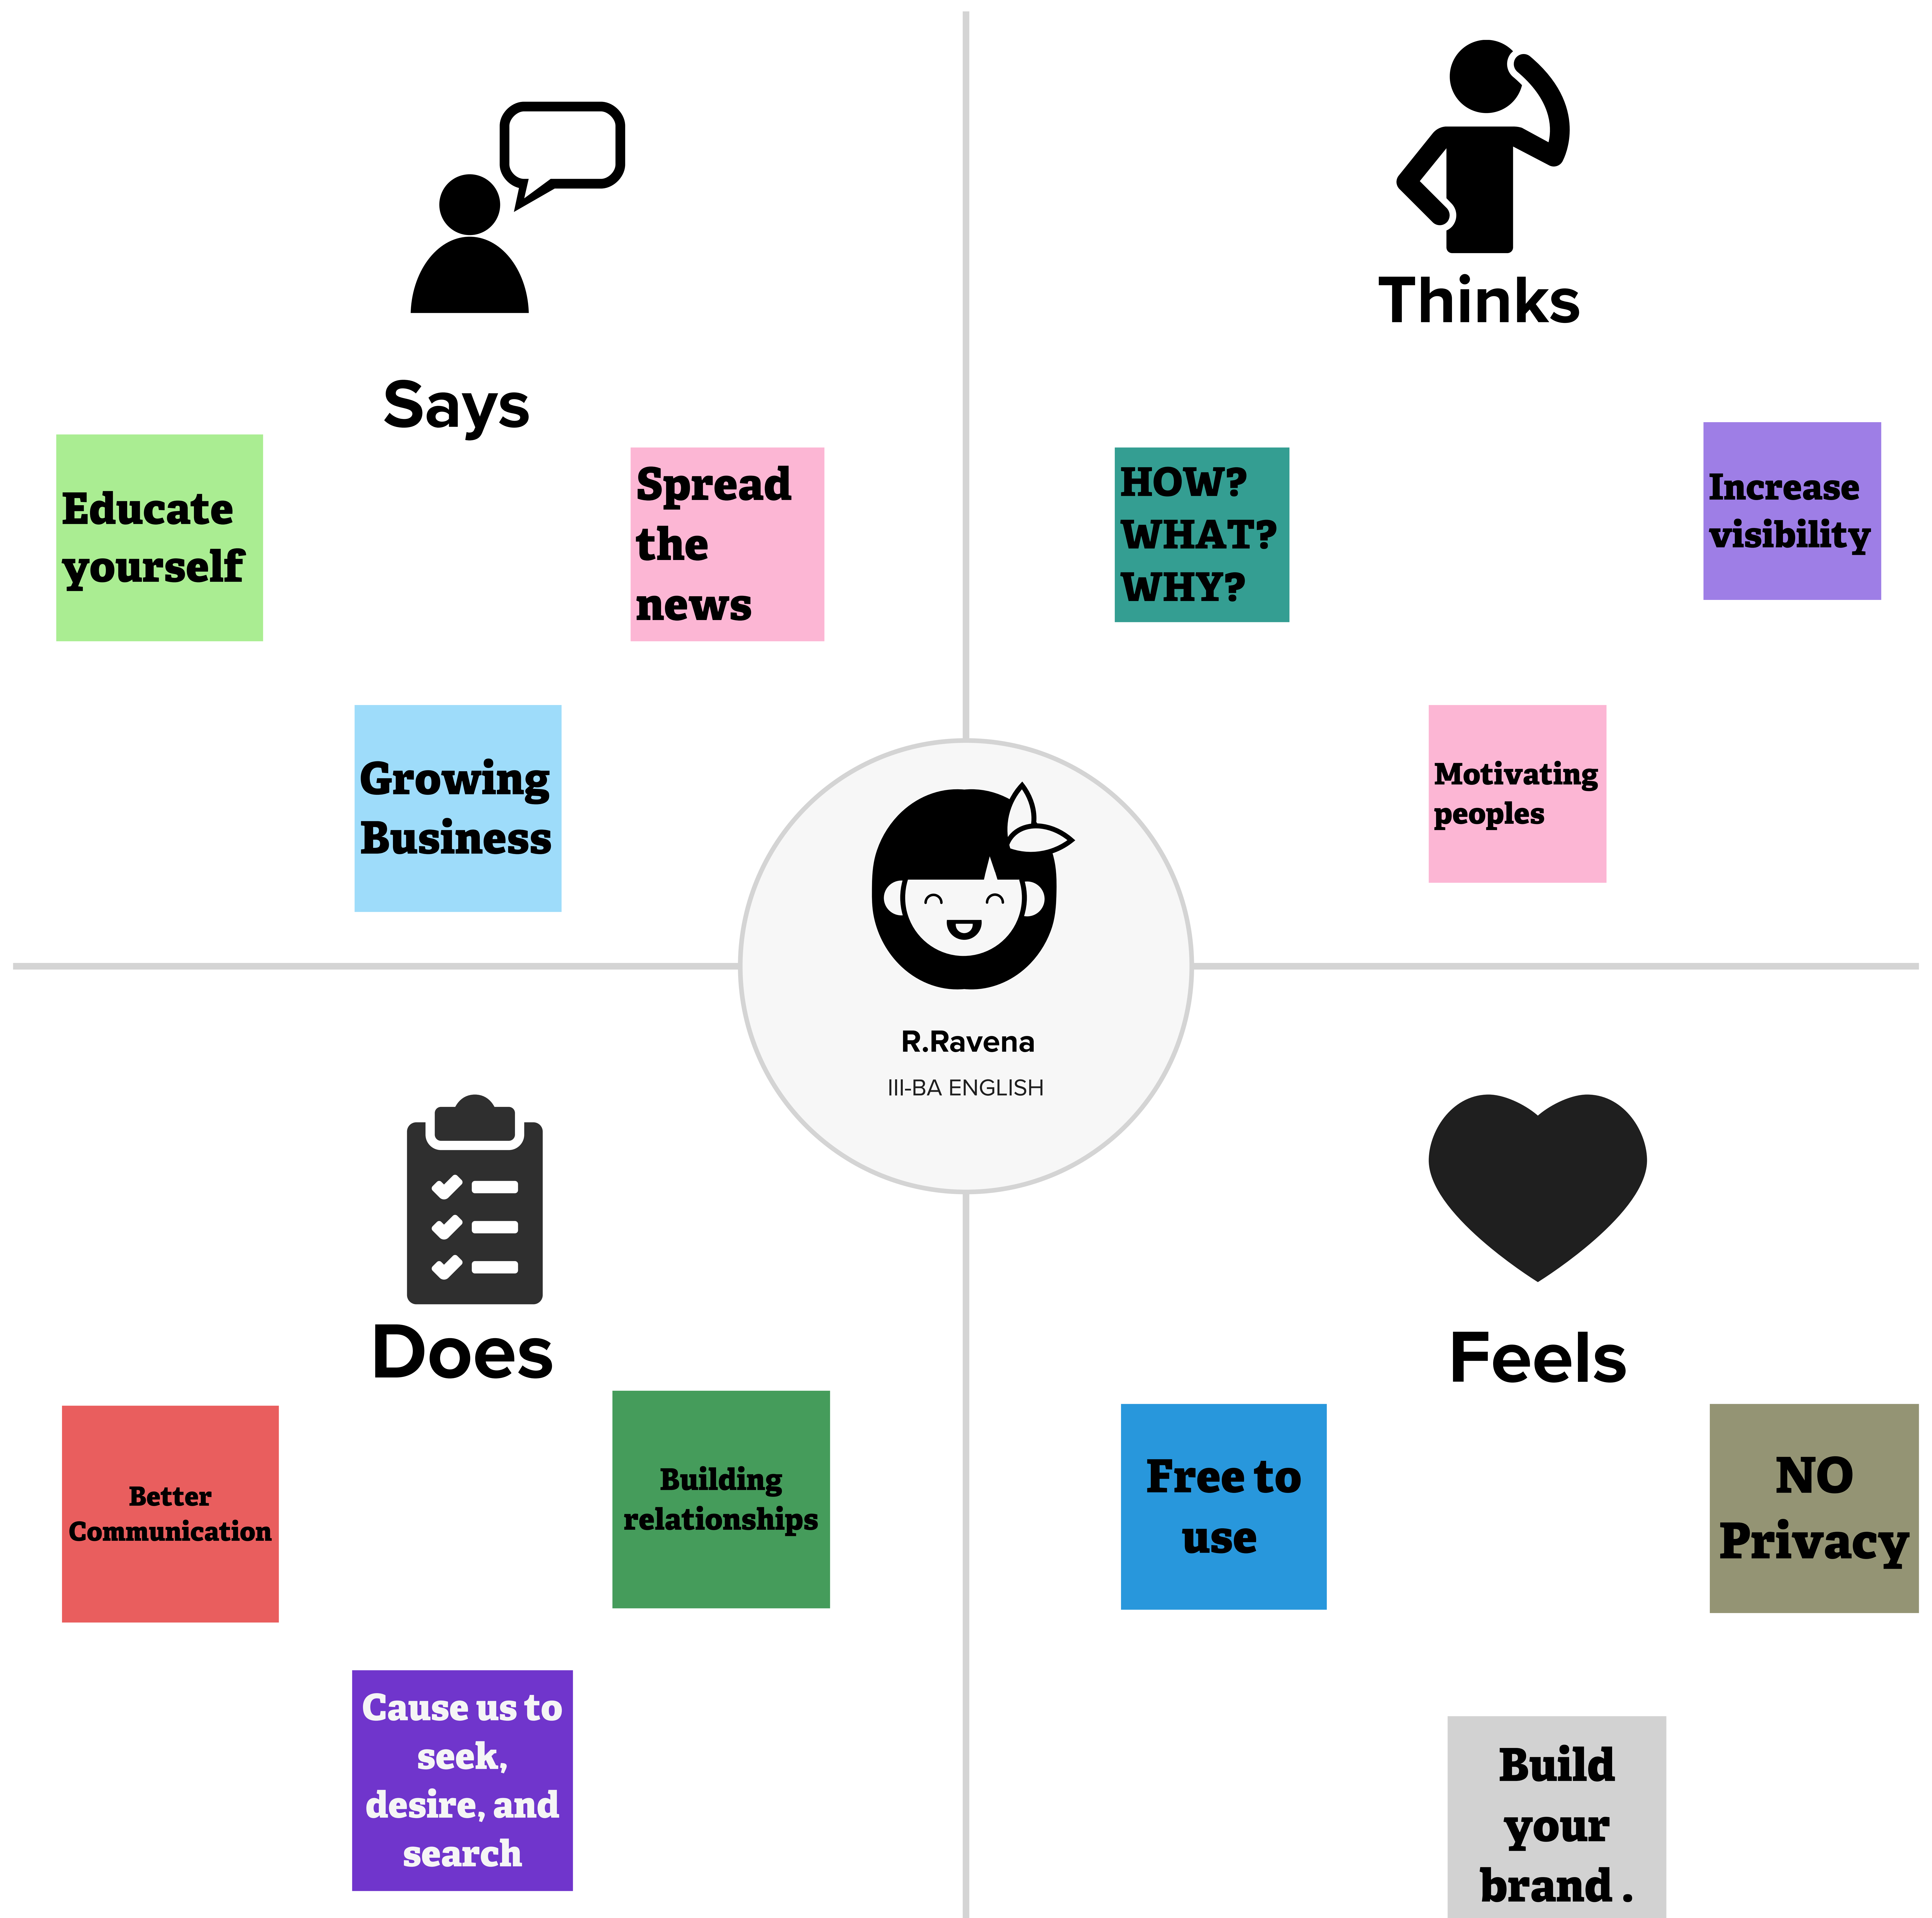 Says
Educate
yourself
Spread
the
news
Growing
Business
Thinks
HOW?
WHAT?
WHY?
Increase
visibility
Motivating
peoples
R.Ravena
III-BA ENGLISH
Does
Better
Communication
Building
relationships
Cause us to
seek,
desire, and
search
Feels
Free to
use
NO
Privacy
Build
your
brand .